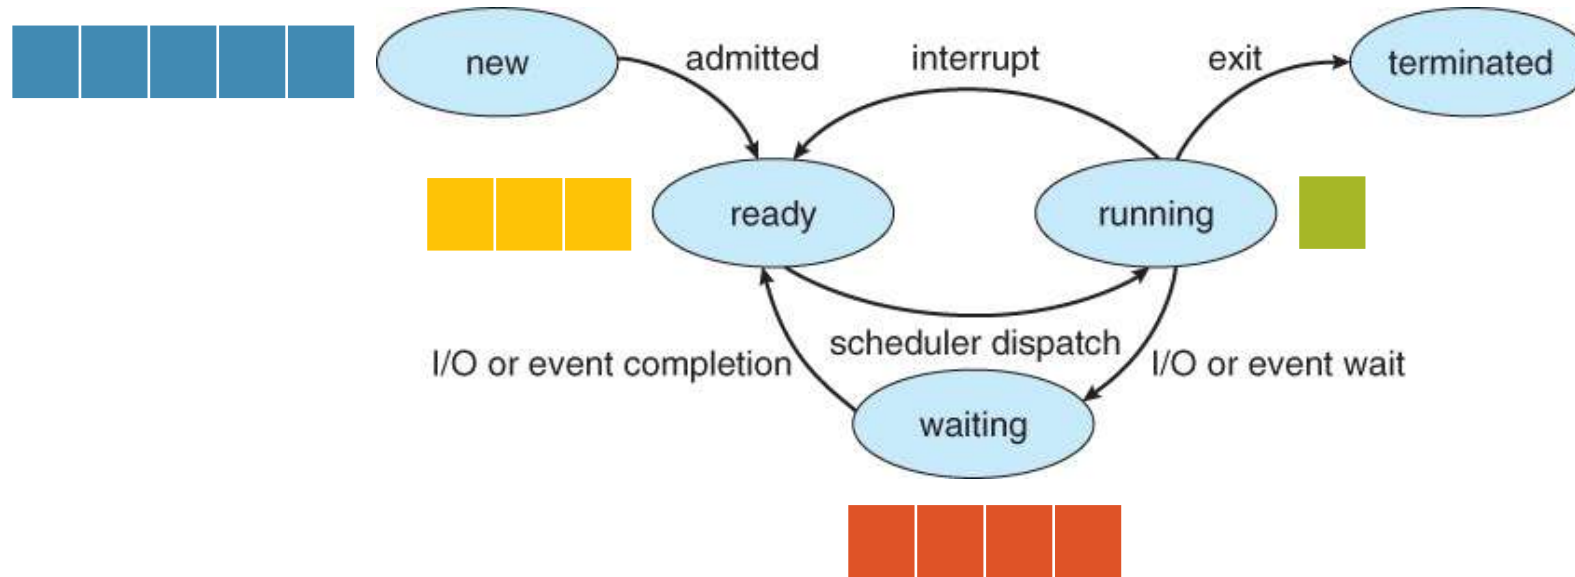 new
admitted
interrupt
exit
terminated
ready
running
scheduler dispatch
I/O or event completion
I/O or event wait
waiting